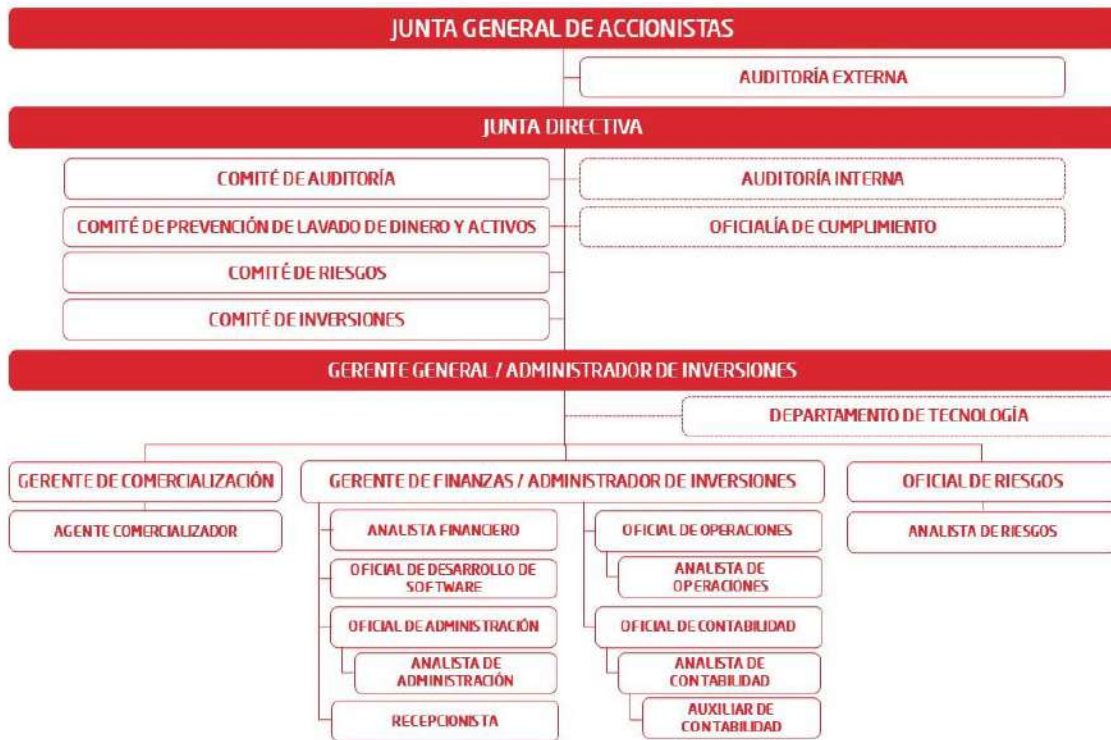 JUNTA GENERAL DE ACCIONISTAS
AUDITORÍA EXTERNA
JUNTA DIRECTIVA
COMITÉ DE AUDITORÍA
AUDITORÍA INTERNA
COMITÉ DE PREVENCIÓN DE LAVADO DE DINERO Y ACTIVOS
OFICIALÍA DE CUMPLIMIENTO
COMITÉ DE RIESGOS
COMITÉ DE INVERSIONES
GERENTE GENERAL / ADMINISTRADOR DE INVERSIONES
DEPARTAMENTO DE TECNOLOGÍA
GERENTE DE COMERCIALIZACIÓN
AGENTE COMERCIALIZADOR
GERENTE DE FINANZAS / ADMINISTRADOR DE INVERSIONES
ANALISTA FINANCIERO
OFICIAL DE DESARROLLO DE
SOFTWARE
OFICIAL DE ADMINISTRACIÓN
ANALISTA DE
ADMINISTRACIÓN
RECEPCIONISTA
OFICIAL DE OPERACIONES
ANALISTA DE
OPERACIONES
OFICIAL DE CONTABILIDAD
ANALISTA DE
CONTABILIDAD
AUXILIAR DE
CONTABILIDAD
OFICIAL DE RIESGOS
ANALISTA DE RIESGOS